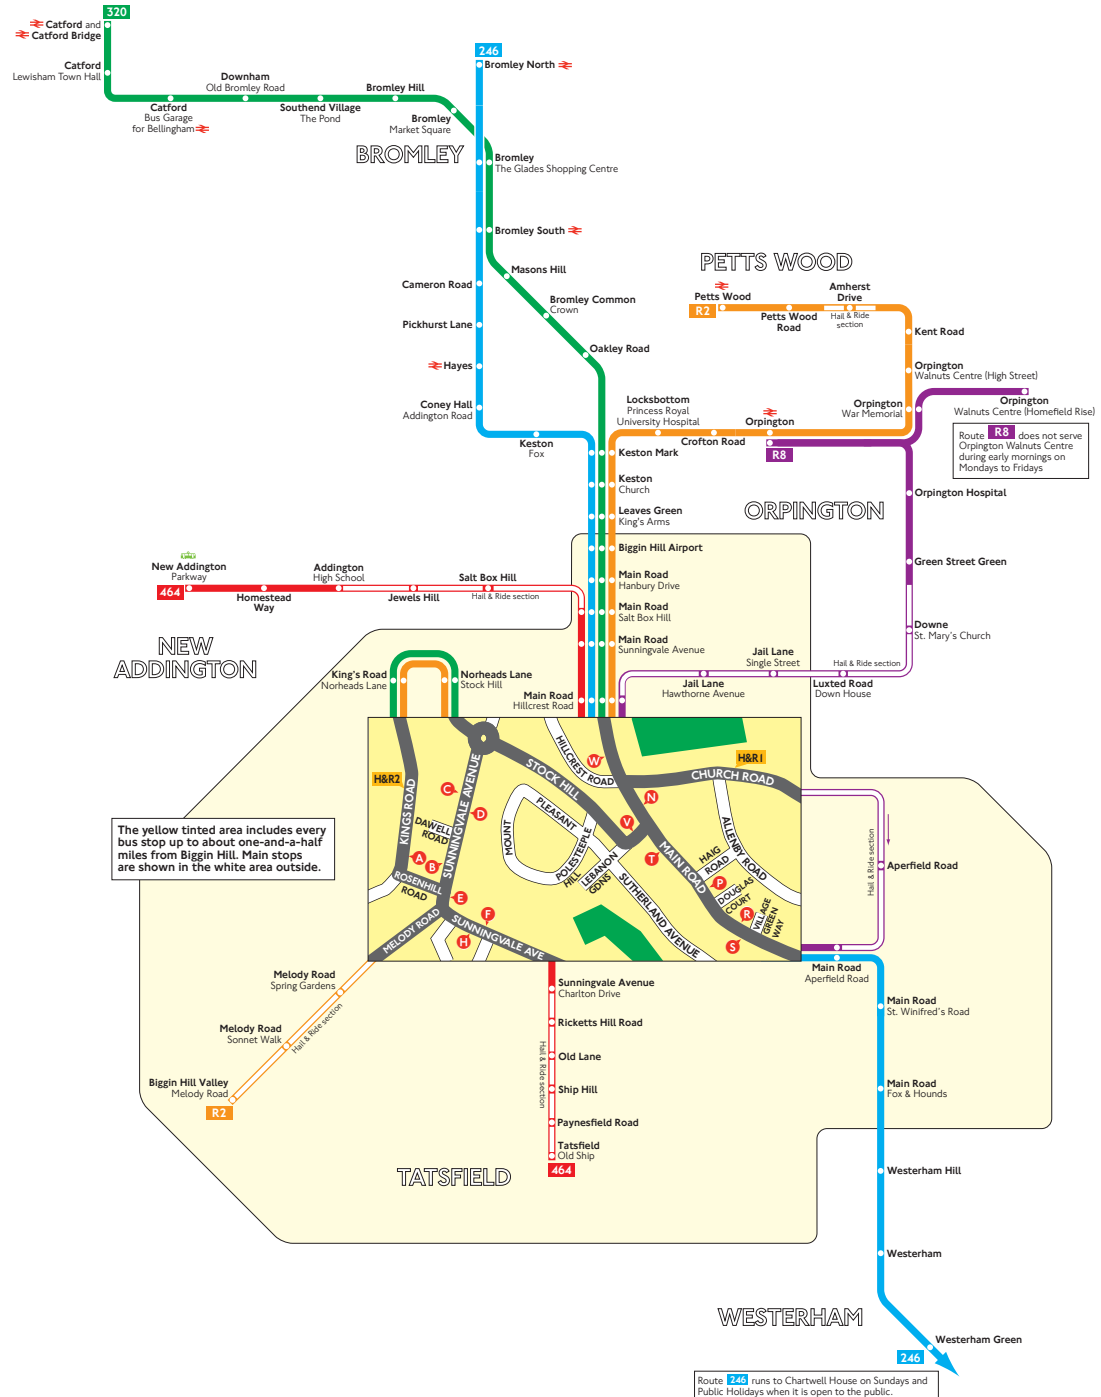 320
Catford and
Catford Bridge
Catford
Lewisham Town Hall
Downham
Old Bromley Road
Bromley Hill
Catford
Bus Garage
for Bellingham
Southend Village
The Pond
Bromley
Market Square
246
Bromley North
BROMLEY
Bromley
The Glades Shopping Centre
Bromley South
Masons Hill
Cameron Road
Bromley Common
Crown
Pickhurst Lane
Oakley Road
Hayes
Coney Hall
Addington Road
Keston
Fox
PETTS WOOD
Petts Wood
R2
Petts Wood
Road
Amherst
Drive
Hail & Ride
section
Kent Road
Orpington
Walnuts Centre (High Street)
Orpington
War Memorial
Orpington
Walnuts Centre (Homefield Rise)
Locksbottom
Princess Royal
University Hospital
Crofton Road
Orpington
R8
Route R8 does not serve
Orpington Walnuts Centre
during early mornings on
Mondays to Fridays
Keston Mark
Keston
Church
Leaves Green
King's Arms
ORPINGTON
Orpington Hospital
Biggin Hill Airport
Green Street Green
Main Road
Hanbury Drive
Main Road
Salt Box Hill
Main Road
Sunningvale Avenue
Downe
St. Mary's Church
New Addington
Parkway
464
Homestead
Way
Addington
High School
Jewels Hill
Salt Box Hill
Hail & Ride section
NEW
ADDINGTON
Jail Lane
Single Street
Hail & Ride section
Jail Lane
Hawthorne Avenue
Luxted Road
Down House
King's Road
Norheads Lane
Norheads Lane
Stock Hill
Main Road
Hillcrest Road
H&R2
H&R1
KINGS ROAD
SUNNINGVALE AVENUE
DAWELL
ROAD
ROSENHILL
ROAD
MELODY ROAD
SUNNINGVALE AVE
STOCK HILL
HILLCREST ROAD
CHURCH ROAD
MOUNT
PLEASANT
POLESTEEPLE
HILL
LEBANON
GDNS
SUTHERLAND AVENUE
MAIN ROAD
HAIG
ROAD
ALLENBY ROAD
DOUGLAS
COURT
VILLAGE
GREEN
WAY
A
B
C
D
E
F
H
N
P
R
S
T
V
W
The yellow tinted area includes every
bus stop up to about one-and-a-half
miles from Biggin Hill. Main stops
are shown in the white area outside.
Hail & Ride section
Aperfield Road
Main Road
Aperfield Road
Main Road
St. Winifred's Road
Main Road
Fox & Hounds
Westerham Hill
Westerham
WESTERHAM
Westerham Green
246
Melody Road
Spring Gardens
Melody Road
Sonnet Walk
Hail & Ride section
Biggin Hill Valley
Melody Road
R2
Sunningvale Avenue
Charlton Drive
Ricketts Hill Road
Old Lane
Hail & Ride section
Ship Hill
Paynesfield Road
Tatsfield
Old Ship
464
TATSFIELD
Route 246 runs to Chartwell House on Sundays and
Public Holidays when it is open to the public.